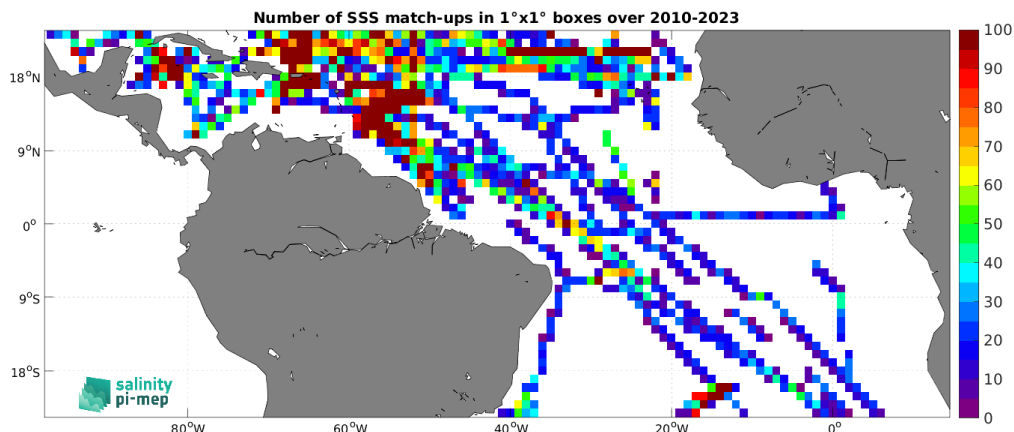 Number of SSS match-ups in 1°x1° boxes over 2010-2023
100
90
80
70
60
50
40
30
20
10
0
18°N
9°N
0°
9°S
18°S
80°W
60°W
40°W
20°W
0°
salinity
pi-mep